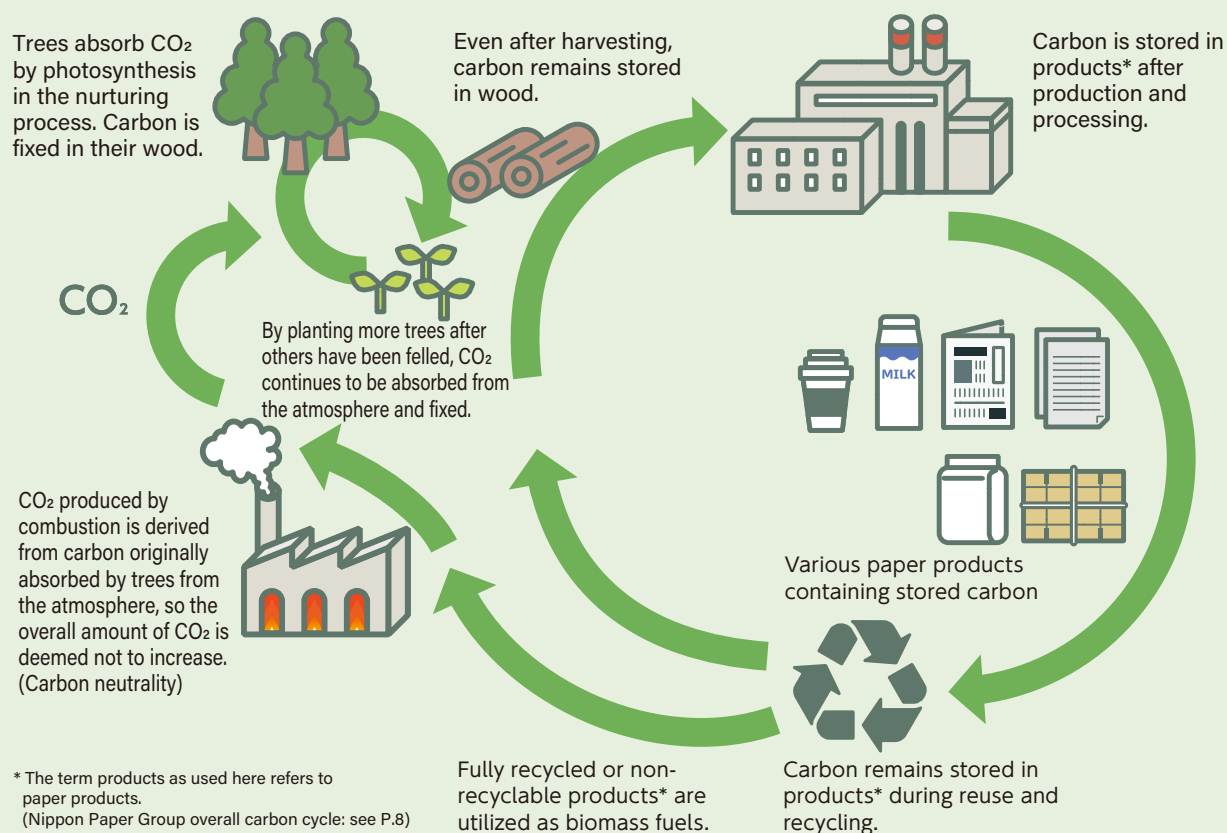 Trees absorb CO₂
by photosynthesis
in the nurturing
process. Carbon is
fixed in their wood.
Even after harvesting,
carbon remains stored
in wood.
Carbon is stored in
products* after
production and
processing.
CO₂
By planting more trees after
others have been felled, CO₂
continues to be absorbed from
the atmosphere and fixed.
MILK
CO₂ produced by
combustion is derived
from carbon originally
absorbed by trees from
the atmosphere, so the
overall amount of CO₂ is
deemed not to increase.
(Carbon neutrality)
Various paper products
containing stored carbon
Fully recycled or non-
recyclable products* are
utilized as biomass fuels.
Carbon remains stored in
products* during reuse and
recycling.
* The term products as used here refers to
paper products.
(Nippon Paper Group overall carbon cycle: see P.8)